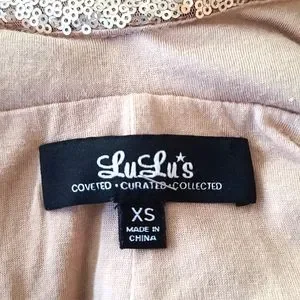 LuLu's
COVETED • CURATED • COLLECTED
XS
MADE IN
CHINA